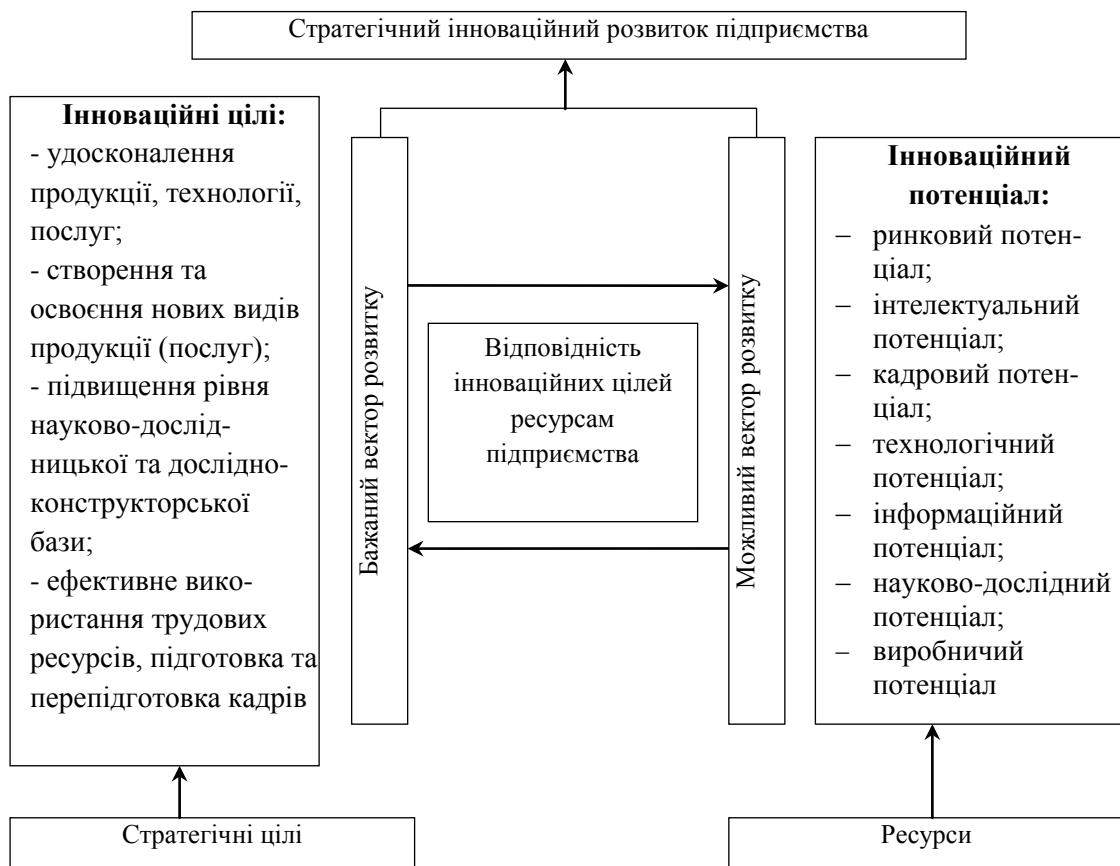 Стратегічний інноваційний розвиток підприємства
Інноваційні цілі:
- удосконалення
продукції, технології,
послуг;
- створення та
освоєння нових видів
продукції (послуг);
- підвищення рівня
науково-дослід-
ницької та дослідно-
конструкторської
бази;
- ефективне вико-
ристання трудових
ресурсів, підготовка та
перепідготовка кадрів
Бажаний вектор розвитку
Відповідність
інноваційних цілей
ресурсам
підприємства
Можливий вектор розвитку
Інноваційний
потенціал:
– ринковий потен-
ціал;
– інтелектуальний
потенціал;
– кадровий потен-
ціал;
– технологічний
потенціал;
– інформаційний
потенціал;
– науково-дослідний
потенціал;
– виробничий
потенціал
Стратегічні цілі
Ресурси